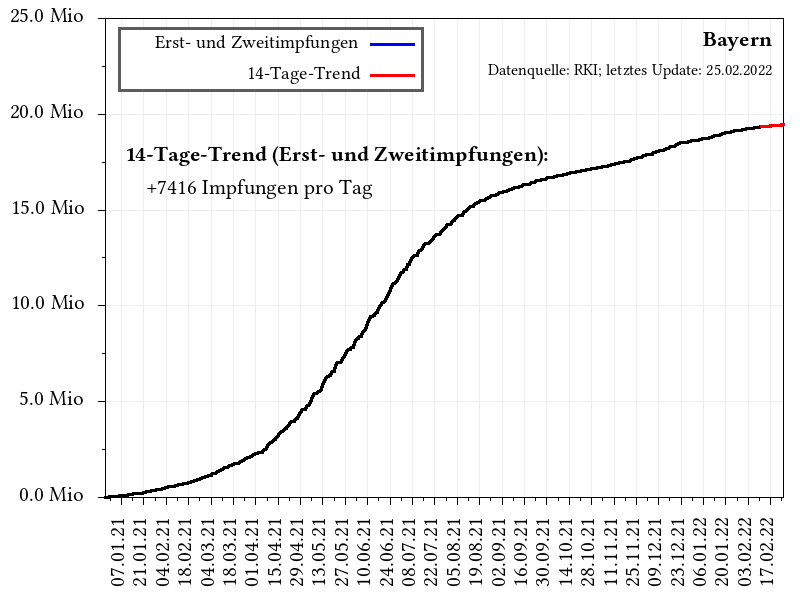 25.0 Mio
20.0 Mio
15.0 Mio
10.0 Mio
5.0 Mio
0.0 Mio
Erst- und Zweitimpfungen
14-Tage-Trend
Bayern
Datenquelle: RKI; letztes Update: 25.02.2022
14-Tage-Trend (Erst- und Zweitimpfungen):
+7416 Impfungen pro Tag
07.01.21
21.01.21
04.02.21
18.02.21
04.03.21
18.03.21
01.04.21
15.04.21
29.04.21
13.05.21
27.05.21
10.06.21
24.06.21
08.07.21
22.07.21
05.08.21
19.08.21
02.09.21
16.09.21
30.09.21
14.10.21
28.10.21
11.11.21
25.11.21
09.12.21
23.12.21
06.01.22
20.01.22
03.02.22
17.02.22